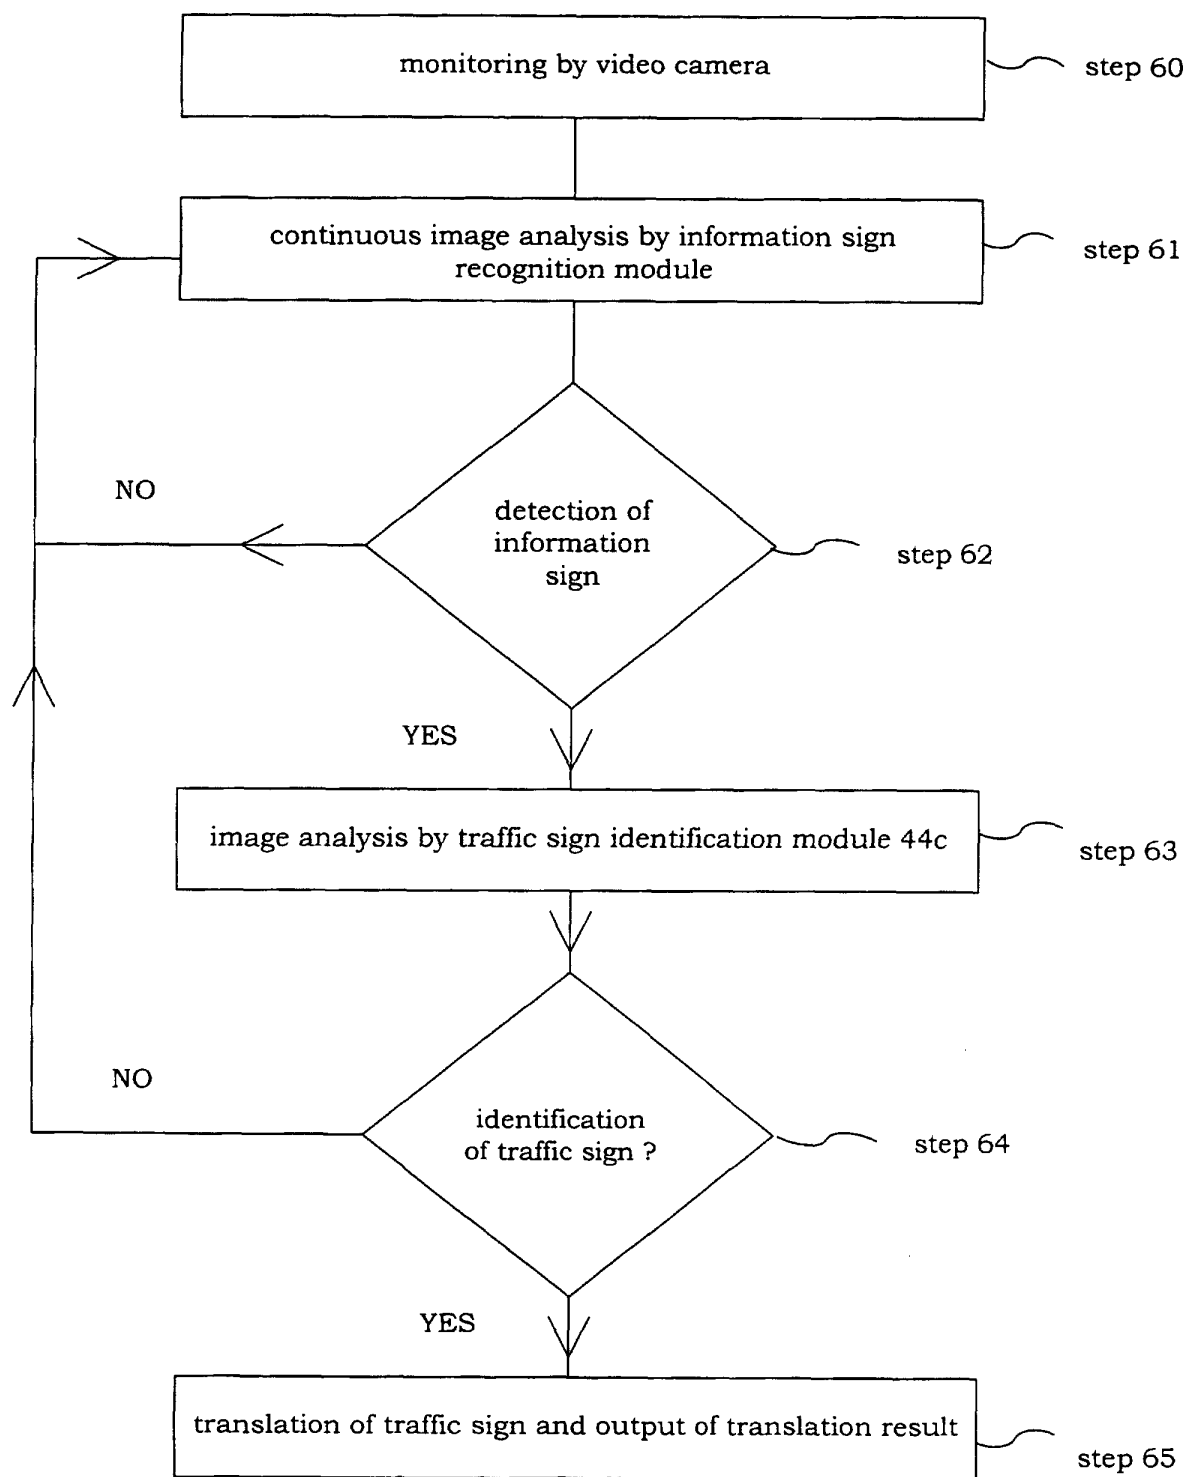 monitoring by video camera
step 60
continuous image analysis by information sign
recognition module
step 61
NO
detection of
information
sign
step 62
YES
image analysis by traffic sign identification module 44c
step 63
NO
identification
of traffic sign ?
step 64
YES
translation of traffic sign and output of translation result
step 65